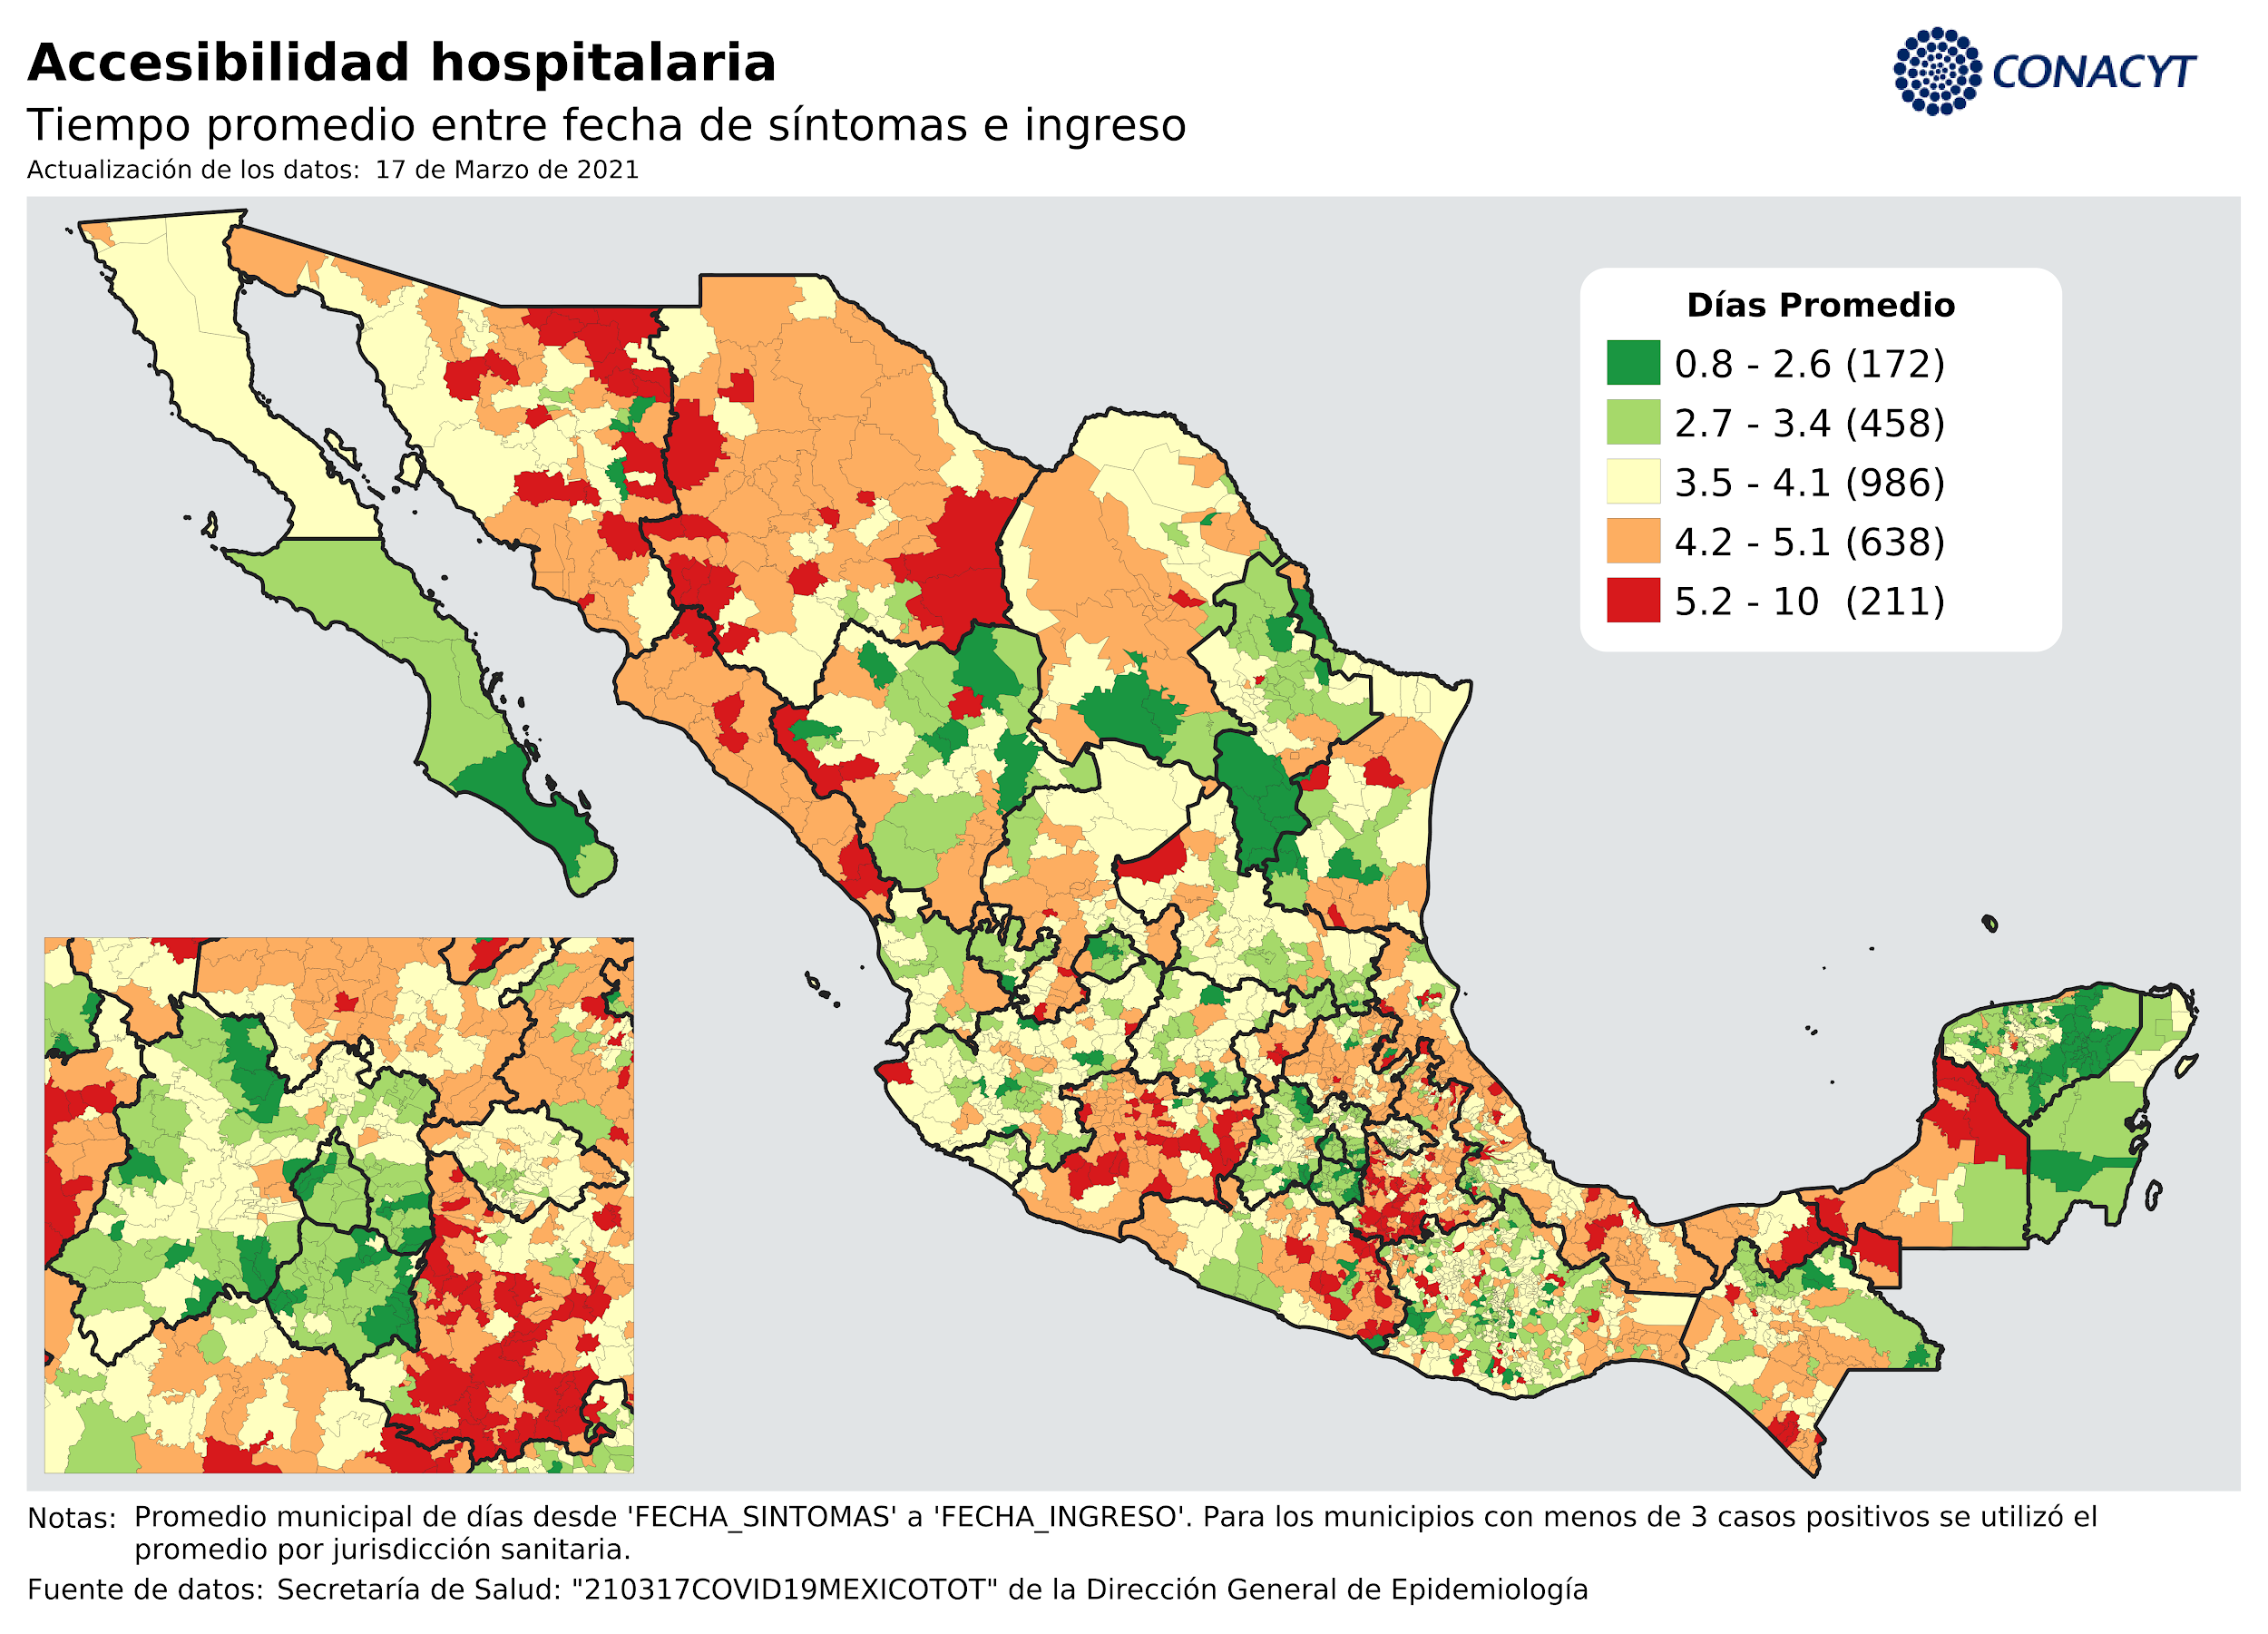 Accesibilidad hospitalaria
CONACYT
Tiempo promedio entre fecha de síntomas e ingreso
Actualización de los datos: 17 de Marzo de 2021
Días Promedio
0.8 - 2.6 (172)
2.7 - 3.4 (458)
3.5 - 4.1 (986)
4.2 - 5.1 (638)
5.2 - 10 (211)
Notas: Promedio municipal de días desde 'FECHA_SINTOMAS' a 'FECHA_INGRESO'. Para los municipios con menos de 3 casos positivos se utilizó el
promedio por jurisdicción sanitaria.
Fuente de datos: Secretaría de Salud: "210317COVID19MEXICOTOT" de la Dirección General de Epidemiología